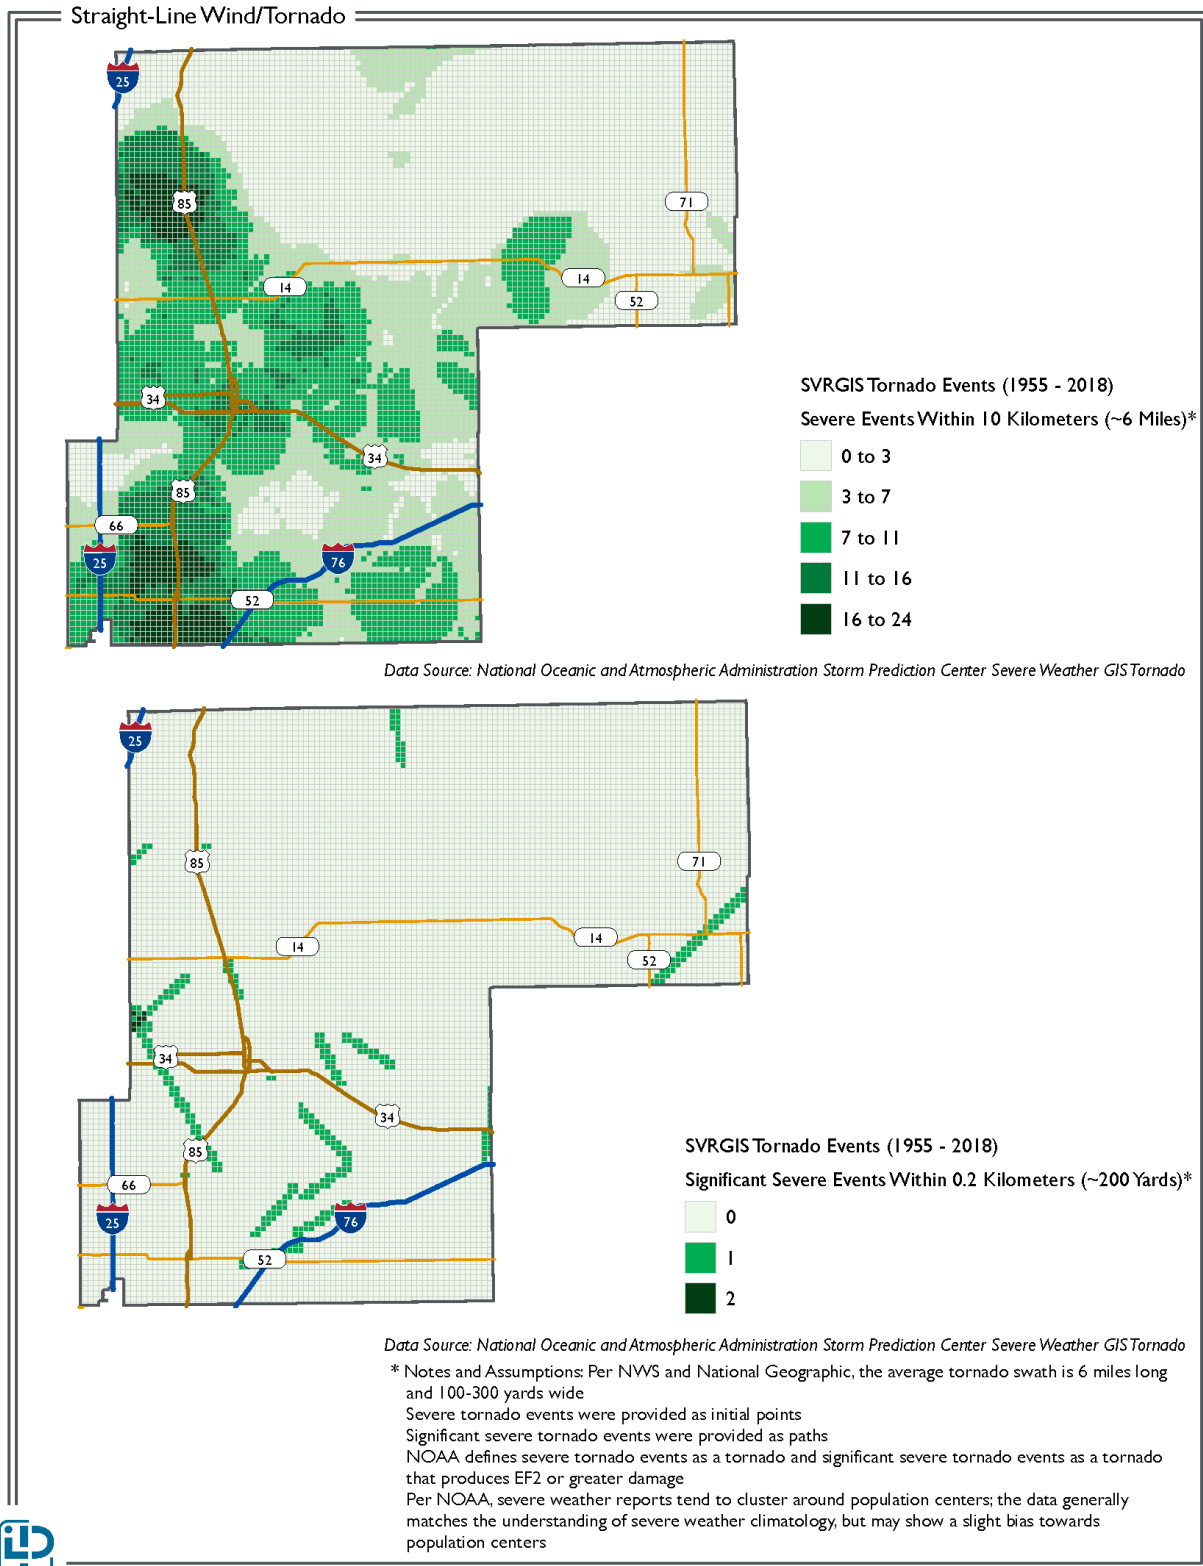 Straight-Line Wind/Tornado
25
85
71
14
14
52
34
34
85
66
25
76
52
SVRGIS Tornado Events (1955 - 2018)
Severe Events Within 10 Kilometers (~6 Miles)*
0 to 3
3 to 7
7 to 11
11 to 16
16 to 24
Data Source: National Oceanic and Atmospheric Administration Storm Prediction Center Severe Weather GIS Tornado
25
85
71
14
14
52
34
34
85
66
25
76
52
SVRGIS Tornado Events (1955 - 2018)
Significant Severe Events Within 0.2 Kilometers (~200 Yards)*
0
1
2
Data Source: National Oceanic and Atmospheric Administration Storm Prediction Center Severe Weather GIS Tornado
* Notes and Assumptions: Per NWS and National Geographic, the average tornado swath is 6 miles long
and 100-300 yards wide
Severe tornado events were provided as initial points
Significant severe tornado events were provided as paths
NOAA defines severe tornado events as a tornado and significant severe tornado events as a tornado
that produces EF2 or greater damage
Per NOAA, severe weather reports tend to cluster around population centers; the data generally
matches the understanding of severe weather climatology, but may show a slight bias towards
population centers